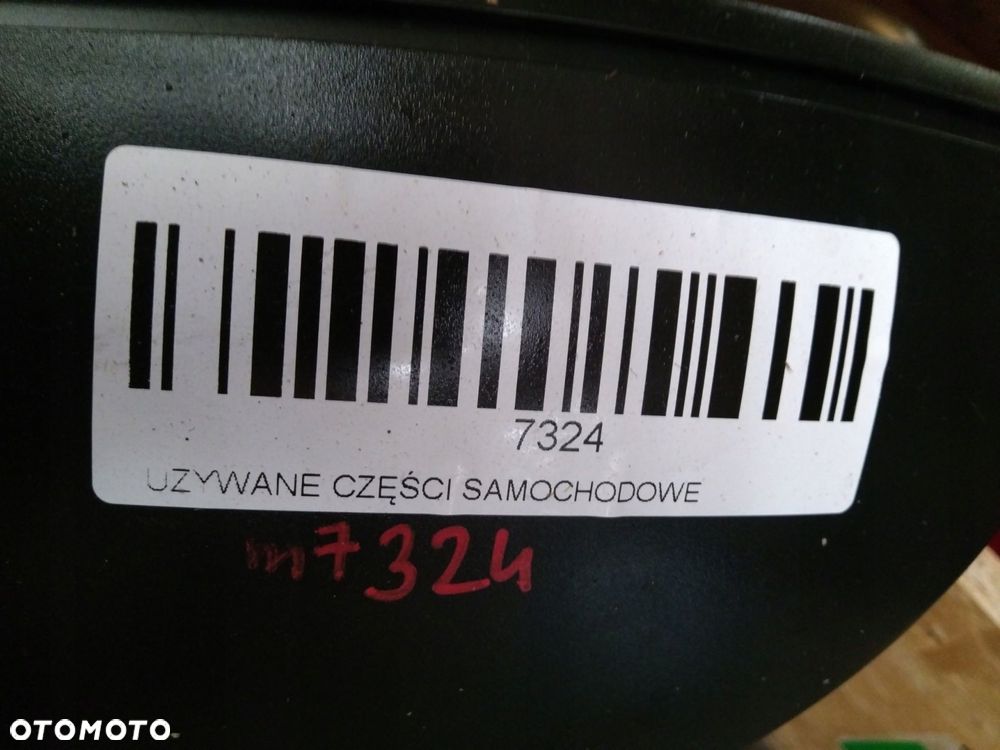 7324
UZYWANE CZĘŚCI SAMOCHODOWE
m7324
OTOMOTO